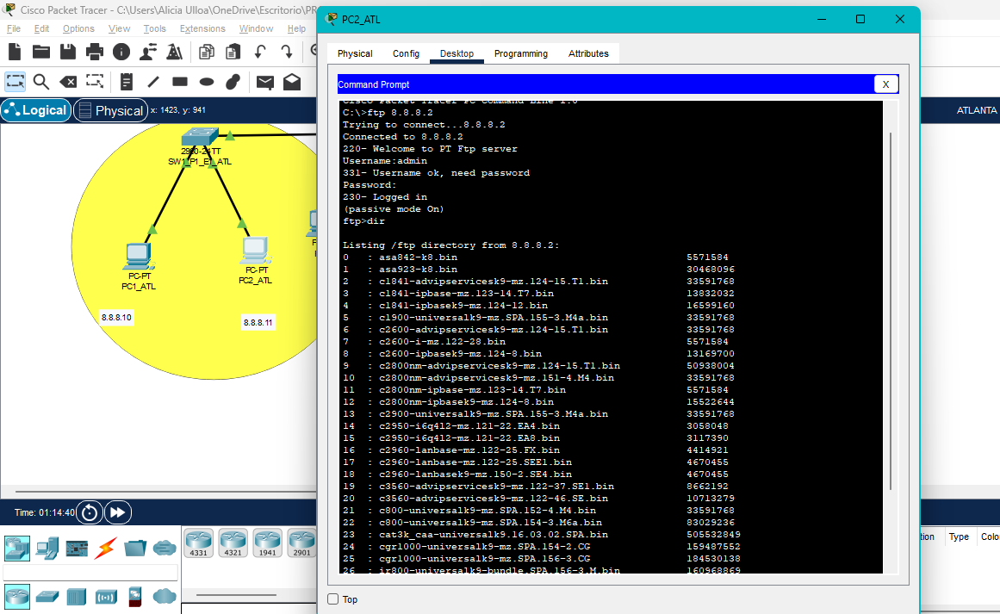 Cisco Packet Tracer - C:\Users\Alicia Ulloa\OneDrive\Escritorio\PR
File Edit Options View Tools Extensions Window Help
Logical
Physical
x: 1423, y: 941
ATLANTA
2960-24TT
PC-PT
PC1_ATL
PC-PT
PC2_ATL
8.8.8.10
8.8.8.11
Time: 01:14:40
4331
4321
1941
2901
PC2_ATL
Physical Config Desktop Programming Attributes
Command Prompt
X
Cisco Packet Tracer PC Command Line 1.0
C:\>ftp 8.8.8.2
Trying to connect...8.8.8.2
Connected to 8.8.8.2
220- Welcome to PT Ftp server
Username:admin
331- Username ok, need password
Password:
230- Logged in
(passive mode On)
ftp>dir
Listing /ftp directory from 8.8.8.2:
0 : asa842-k8.bin 5571584
1 : asa923-k8.bin 30468096
2 : c1841-advipservicesk9-mz.124-15.T1.bin 33591768
3 : c1841-ipbase-mz.123-14.T7.bin 13832032
4 : c1841-ipbasek9-mz.124-12.bin 16599160
5 : c1900-universalk9-mz.SPA.155-3.M4a.bin 33591768
6 : c2600-advipservicesk9-mz.124-15.T1.bin 33591768
7 : c2600-i-mz.122-28.bin 5571584
8 : c2600-ipbasek9-mz.124-8.bin 13169700
9 : c2800nm-advipservicesk9-mz.124-15.T1.bin 50938004
10 : c2800nm-advipservicesk9-mz.151-4.M4.bin 33591768
11 : c2800nm-ipbase-mz.123-14.T7.bin 5571584
12 : c2800nm-ipbasek9-mz.124-8.bin 15522644
13 : c2900-universalk9-mz.SPA.155-3.M4a.bin 33591768
14 : c2950-i6q4l2-mz.121-22.EA4.bin 3058048
15 : c2950-i6q4l2-mz.121-22.EA8.bin 3117390
16 : c2960-lanbase-mz.122-25.FX.bin 4414921
17 : c2960-lanbase-mz.122-25.SEE1.bin 4670455
18 : c2960-lanbasek9-mz.150-2.SE4.bin 4670455
19 : c3560-advipservicesk9-mz.122-37.SE1.bin 8662192
20 : c3560-advipservicesk9-mz.122-46.SE.bin 10713279
21 : c800-universalk9-mz.SPA.152-4.M4.bin 33591768
22 : c800-universalk9-mz.SPA.154-3.M6a.bin 83029236
23 : cat3k_caa-universalk9.16.03.02.SPA.bin 505532849
24 : cgr1000-universalk9-mz.SPA.154-2.CG 159487552
25 : cgr1000-universalk9-mz.SPA.156-3.CG 184530138
26 : ir800-universalk9-bundle.SPA.156-3.M.bin 160968869
Top
tion Type Colo